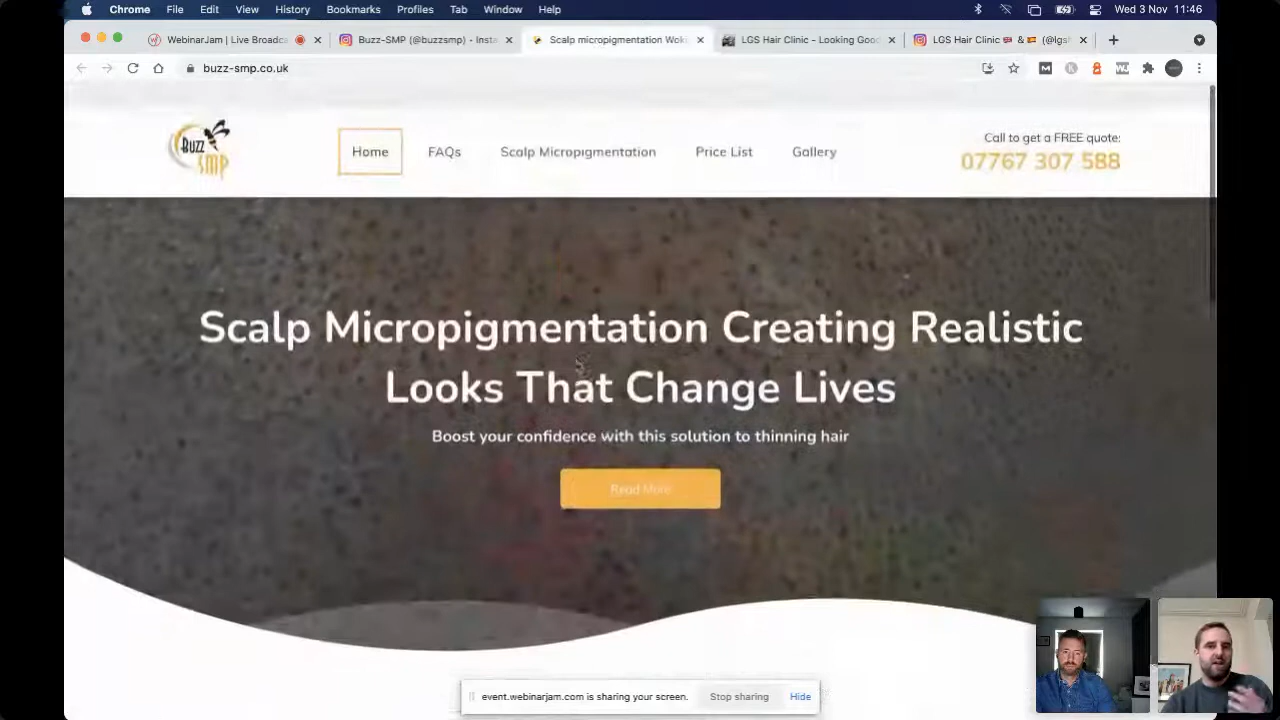 Chrome File Edit View History Bookmarks Profiles Tab Window Help Wed 3 Nov 11:46
WebinarJam | Live Broadca
Buzz-SMP (@buzzsmp) - Insta
Scalp micropigmentation Wok
LGS Hair Clinic - Looking Good
LGS Hair Clinic & (@lgs
buzz-smp.co.uk
Buzz
SMP
Home FAQs Scalp Micropigmentation Price List Gallery
Call to get a FREE quote:
07767 307 588
Scalp Micropigmentation Creating Realistic
Looks That Change Lives
Boost your confidence with this solution to thinning hair
Read More
event.webinarjam.com is sharing your screen. Stop sharing Hide